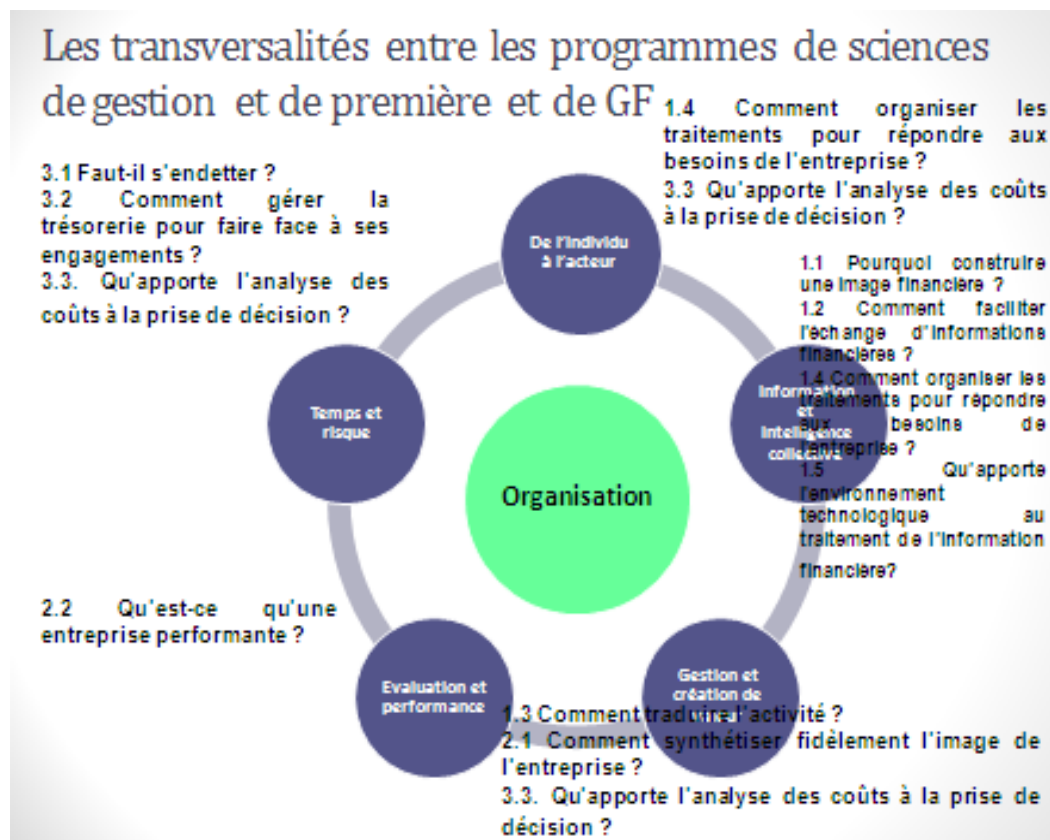 Les transversalités entre les programmes de sciences
de gestion et de première et de GF
1.4 Comment organiser les
traitements pour répondre aux
besoins de l'entreprise ?
3.3 Qu'apporte l'analyse des coûts
à la prise de décision ?
3.1 Faut-il s'endetter ?
3.2 Comment gérer la
trésorerie pour faire face à ses
engagements ?
3.3. Qu'apporte l'analyse des
coûts à la prise de décision ?
De l'individu
à l'acteur
1.1 Pourquoi construire
une image financière ?
1.2 Comment faciliter
l'échange d'informations
financières ?
1.4 Comment organiser les
traitements pour répondre
aux besoins de
l'entreprise ?
1.5 Qu'apporte
l'environnement
technologique au
traitement de l'information
financière?
Information
et
intelligence
collective
Temps et
risque
Organisation
2.2 Qu'est-ce qu'une
entreprise performante ?
Evaluation et
performance
Gestion et
création de
valeur
1.3 Comment traduire l'activité ?
2.1 Comment synthétiser fidèlement l'image de
l'entreprise ?
3.3. Qu'apporte l'analyse des coûts à la prise de
décision ?